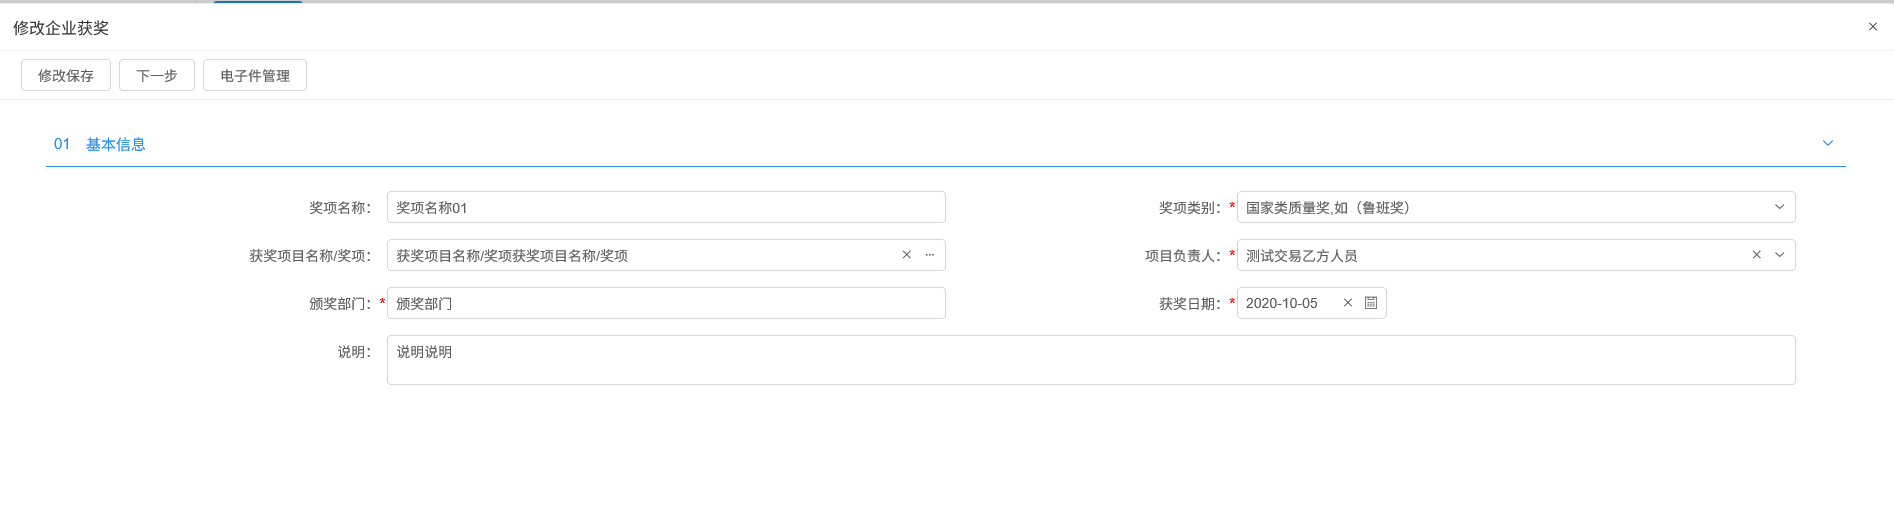 修改企业获奖
修改保存 下一步 电子件管理
01 基本信息
奖项名称： 奖项名称01 奖项类别：* 国家类质量奖,如（鲁班奖）
获奖项目名称/奖项： 获奖项目名称/奖项获奖项目名称/奖项 项目负责人：* 测试交易乙方人员
颁奖部门：* 颁奖部门 获奖日期：* 2020-10-05
说明： 说明说明